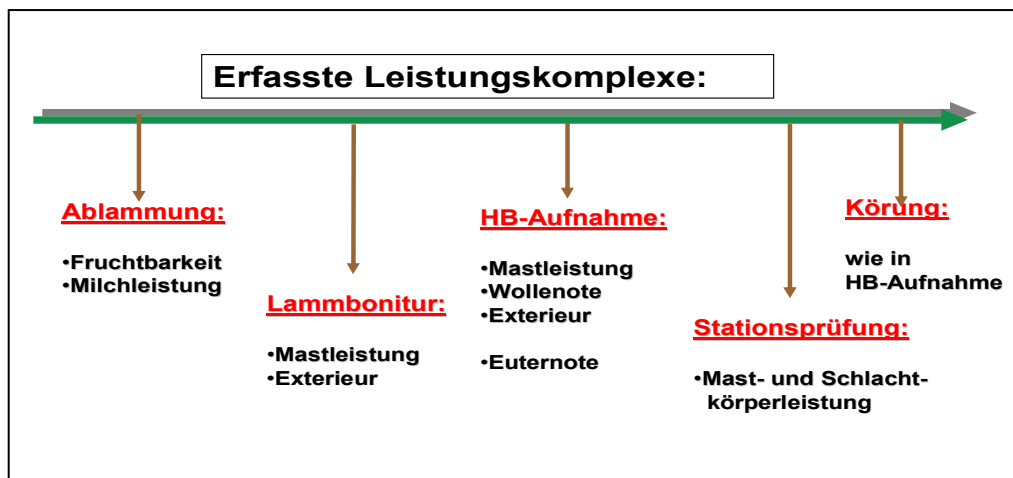 Erfasste Leistungskomplexe:
Ablammung:
•Fruchtbarkeit
•Milchleistung
Lammbonitur:
•Mastleistung
•Exterieur
HB-Aufnahme:
•Mastleistung
•Wollenote
•Exterieur
•Euternote
Stationsprüfung:
•Mast- und Schlacht-
körperleistung
Körung:
wie in
HB-Aufnahme